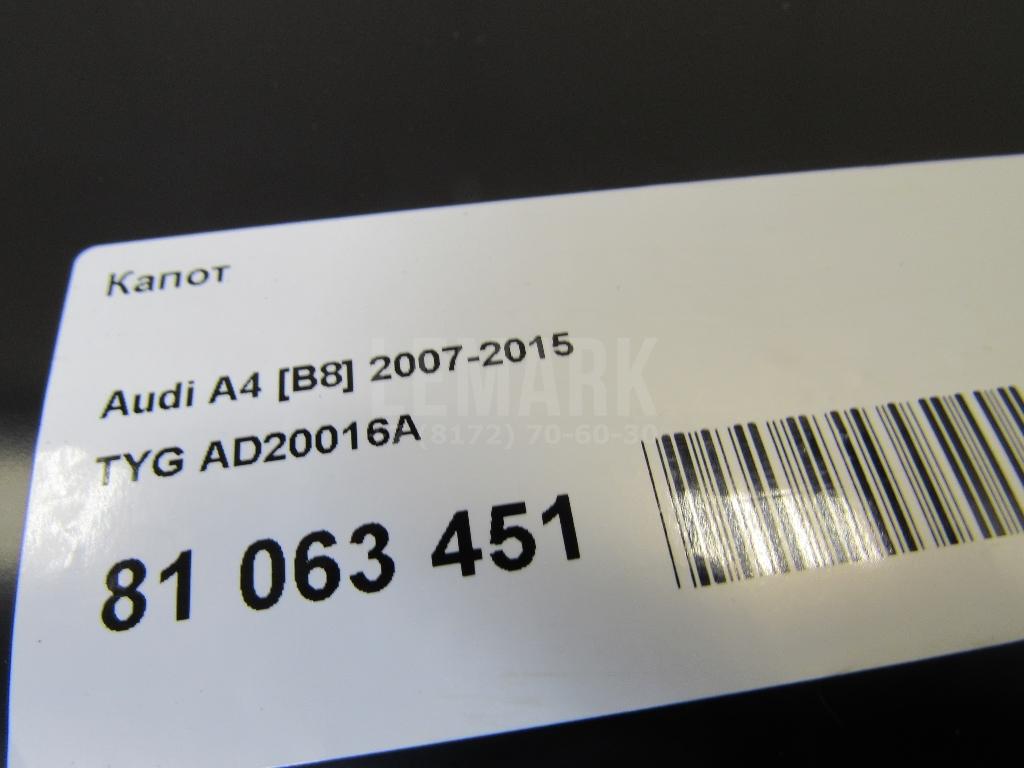 Капот
Audi A4 [B8] 2007-2015
LEMARK
TYG AD20016A
(8172) 70-60-30
81 063 451